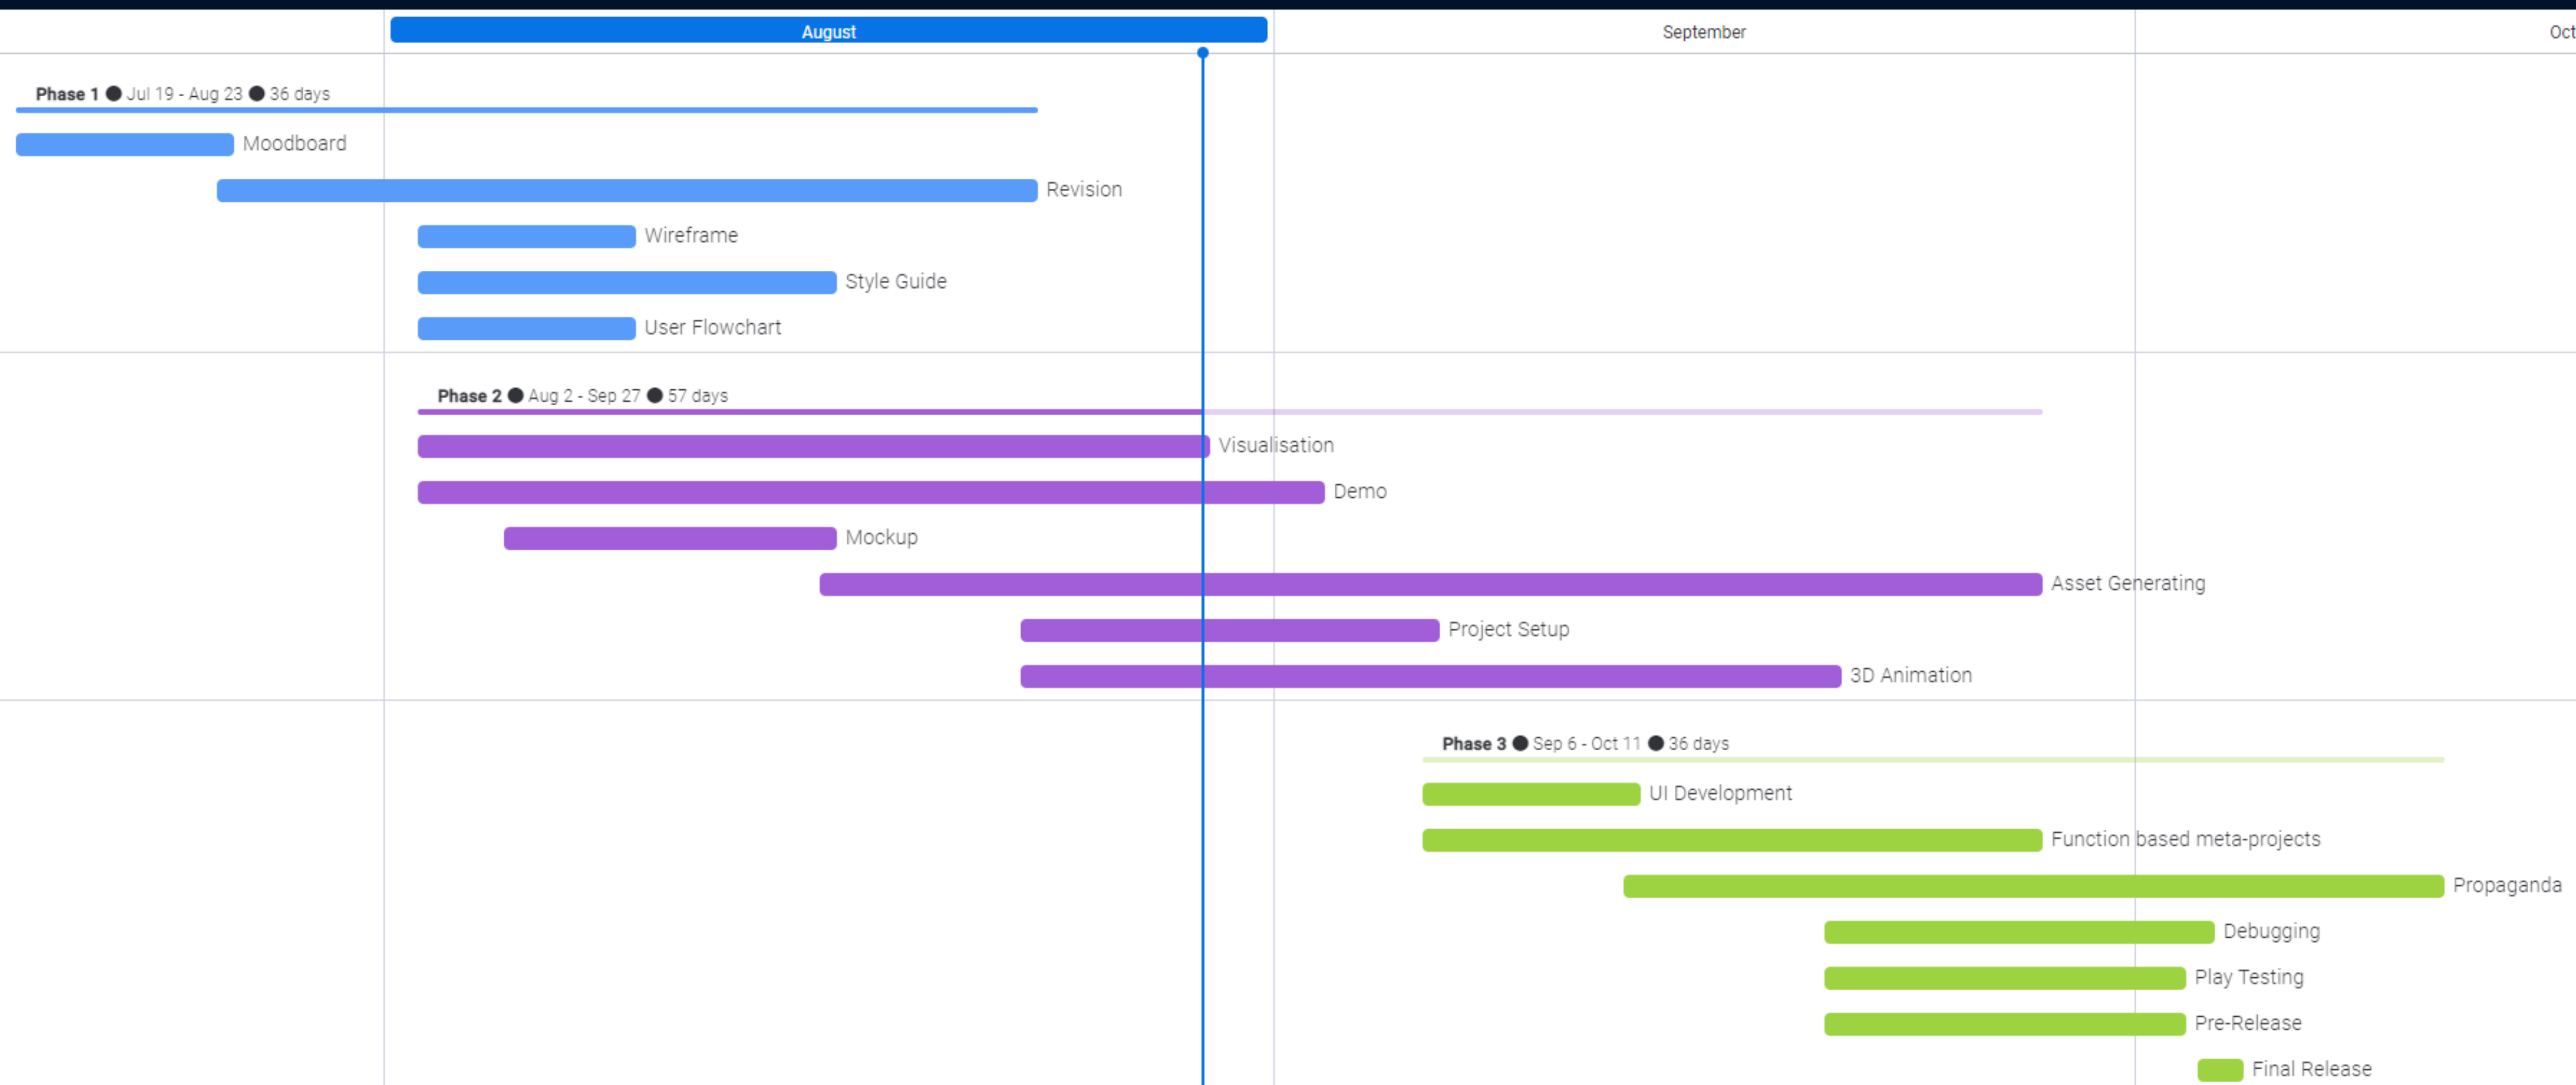 August September Oct
Phase 1 ● Jul 19 - Aug 23 ● 36 days
Moodboard
Revision
Wireframe
Style Guide
User Flowchart
Phase 2 ● Aug 2 - Sep 27 ● 57 days
Visualisation
Demo
Mockup
Asset Generating
Project Setup
3D Animation
Phase 3 ● Sep 6 - Oct 11 ● 36 days
UI Development
Function based meta-projects
Propaganda
Debugging
Play Testing
Pre-Release
Final Release